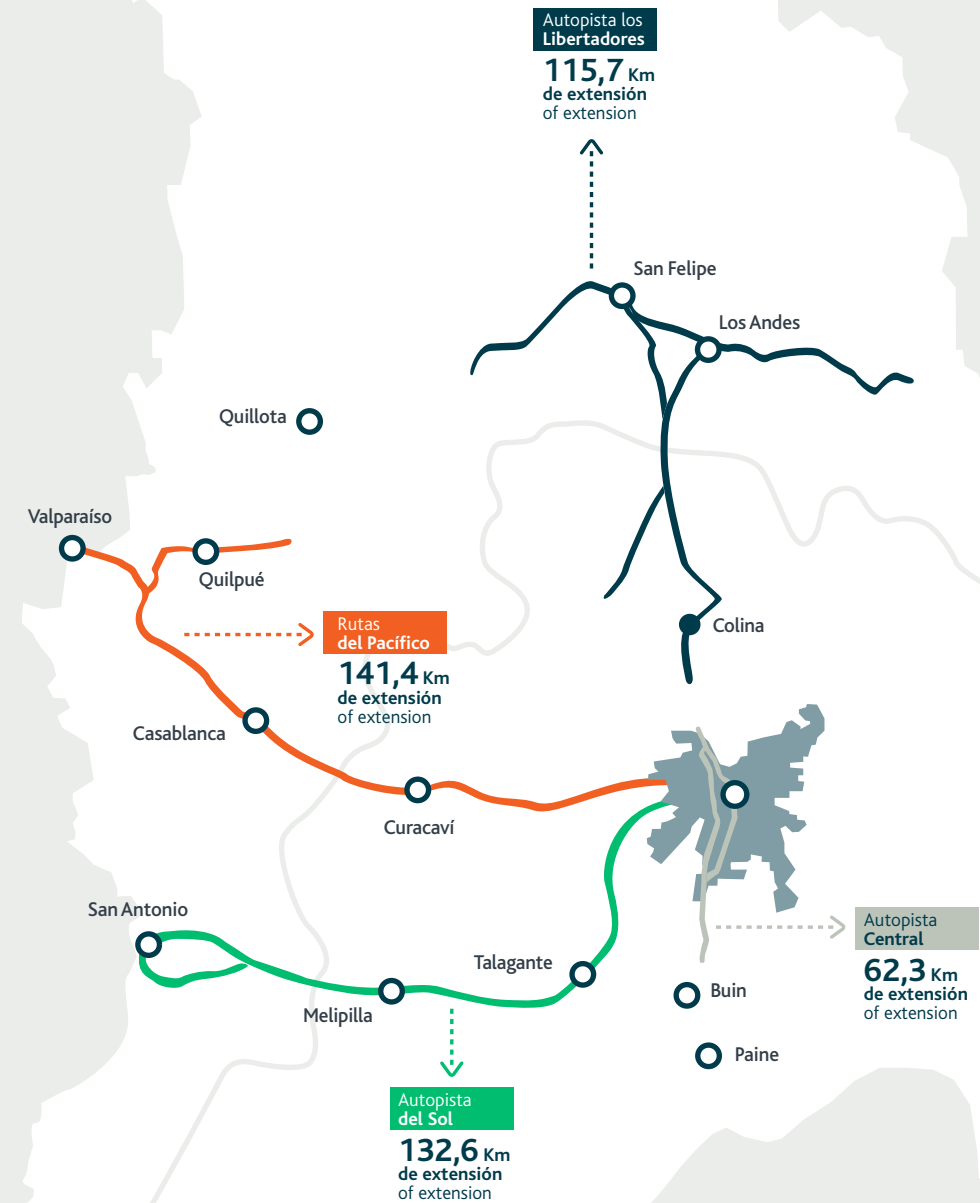 Autopista los
Libertadores
115,7 Km
de extensión
of extension
San Felipe
Los Andes
Quillota
Valparaíso
Quilpué
Rutas
del Pacífico
141,4 Km
de extensión
of extension
Colina
Casablanca
Curacaví
San Antonio
Autopista
Central
62,3 Km
de extensión
of extension
Talagante
Buin
Melipilla
Paine
Autopista
del Sol
132,6 Km
de extensión
of extension